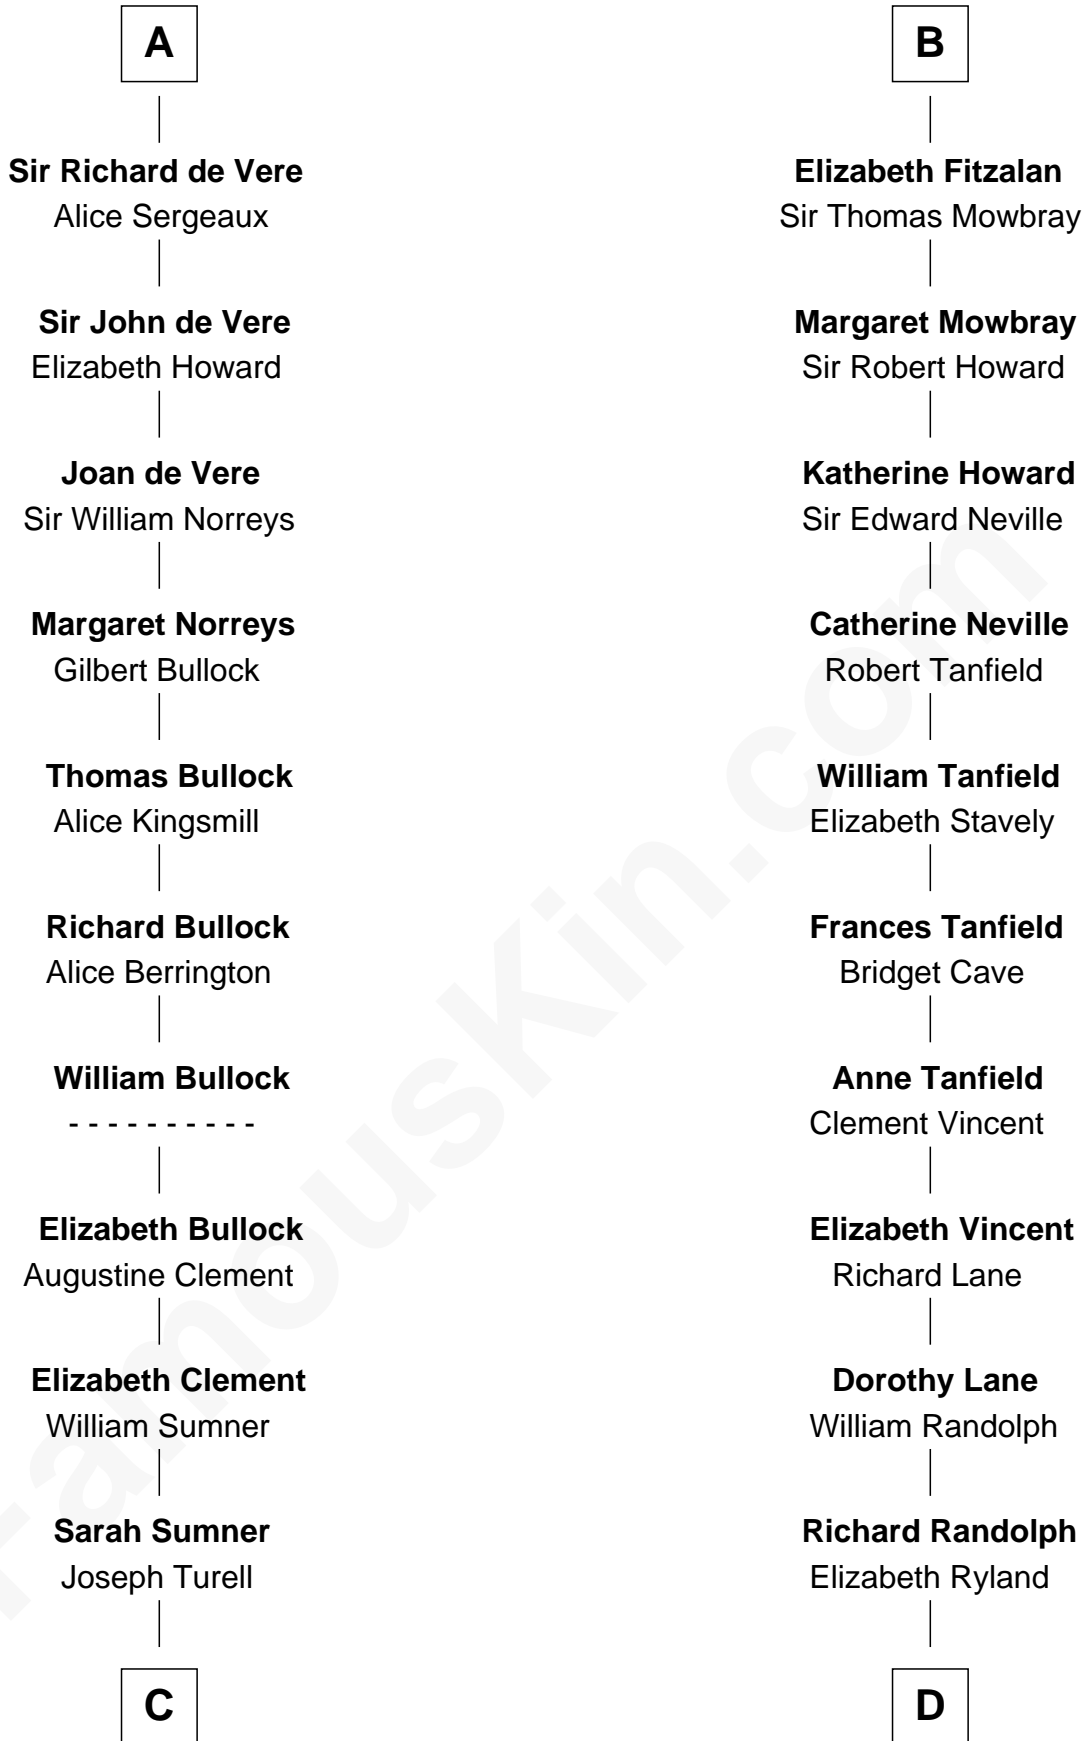 A
Sir Richard de Vere
Alice Sergeaux
Sir John de Vere
Elizabeth Howard
Joan de Vere
Sir William Norreys
Margaret Norreys
Gilbert Bullock
Thomas Bullock
Alice Kingsmill
Richard Bullock
Alice Berrington
William Bullock
- - - - - - - - - -
Elizabeth Bullock
Augustine Clement
Elizabeth Clement
William Sumner
Sarah Sumner
Joseph Turell
C
B
Elizabeth Fitzalan
Sir Thomas Mowbray
Margaret Mowbray
Sir Robert Howard
Katherine Howard
Sir Edward Neville
Catherine Neville
Robert Tanfield
William Tanfield
Elizabeth Stavely
Frances Tanfield
Bridget Cave
Anne Tanfield
Clement Vincent
Elizabeth Vincent
Richard Lane
Dorothy Lane
William Randolph
Richard Randolph
Elizabeth Ryland
D
FamousKin.com